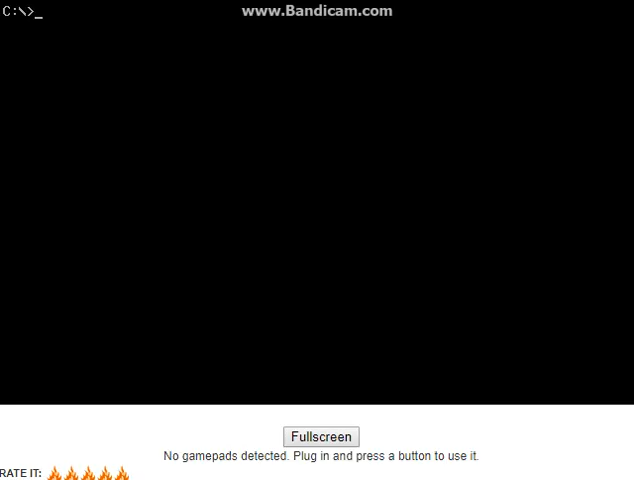 C:\>_
www.Bandicam.com
Fullscreen
No gamepads detected. Plug in and press a button to use it.
RATE IT: